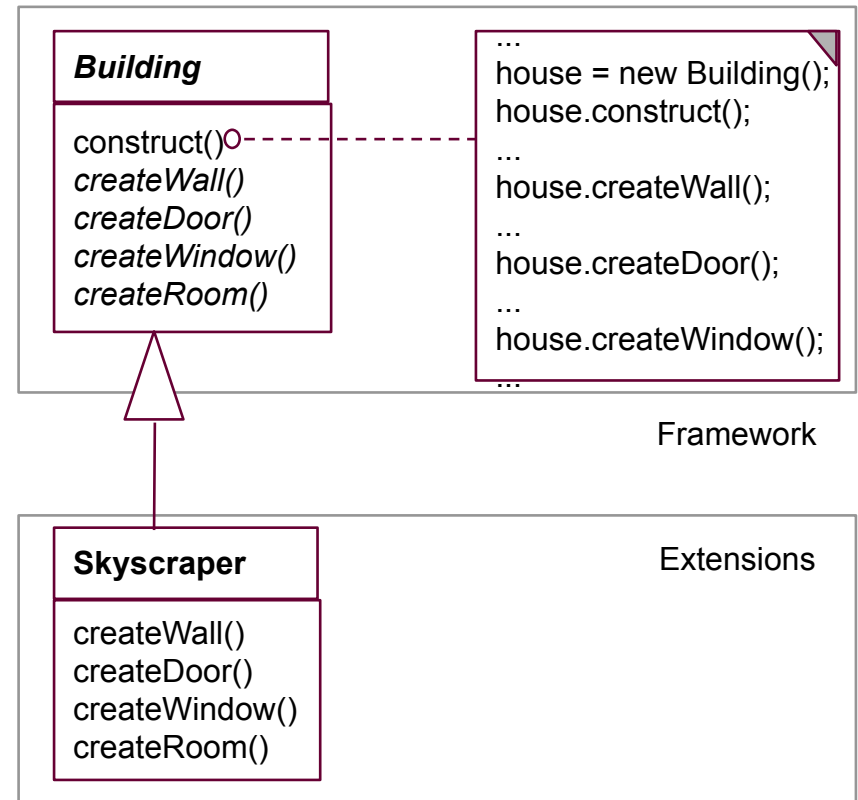 Building
construct()
createWall()
createDoor()
createWindow()
createRoom()
...
house = new Building();
house.construct();
...
house.createWall();
...
house.createDoor();
...
house.createWindow();
...
Framework
Skyscraper
createWall()
createDoor()
createWindow()
createRoom()
Extensions